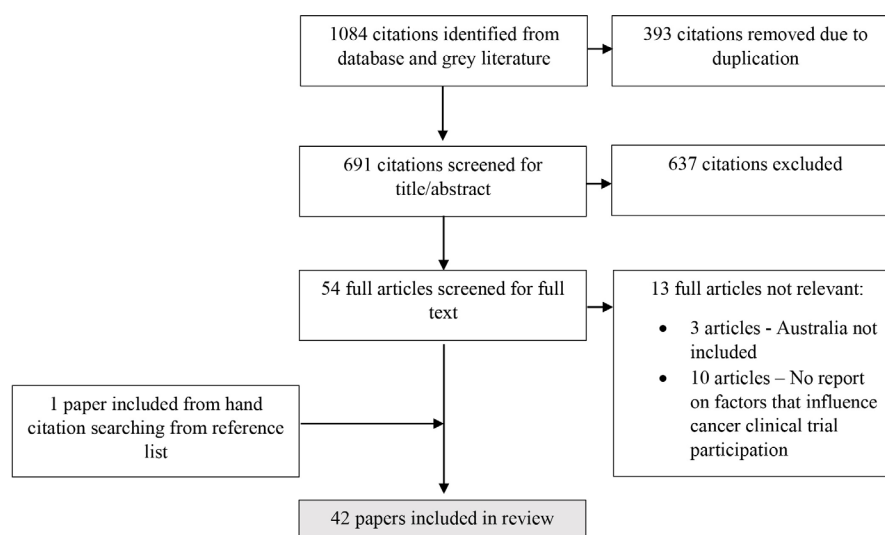 1084 citations identified from
database and grey literature
393 citations removed due to
duplication
691 citations screened for
title/abstract
637 citations excluded
54 full articles screened for full
text
13 full articles not relevant:
• 3 articles - Australia not
included
• 10 articles – No report
on factors that influence
cancer clinical trial
participation
1 paper included from hand
citation searching from reference
list
42 papers included in review